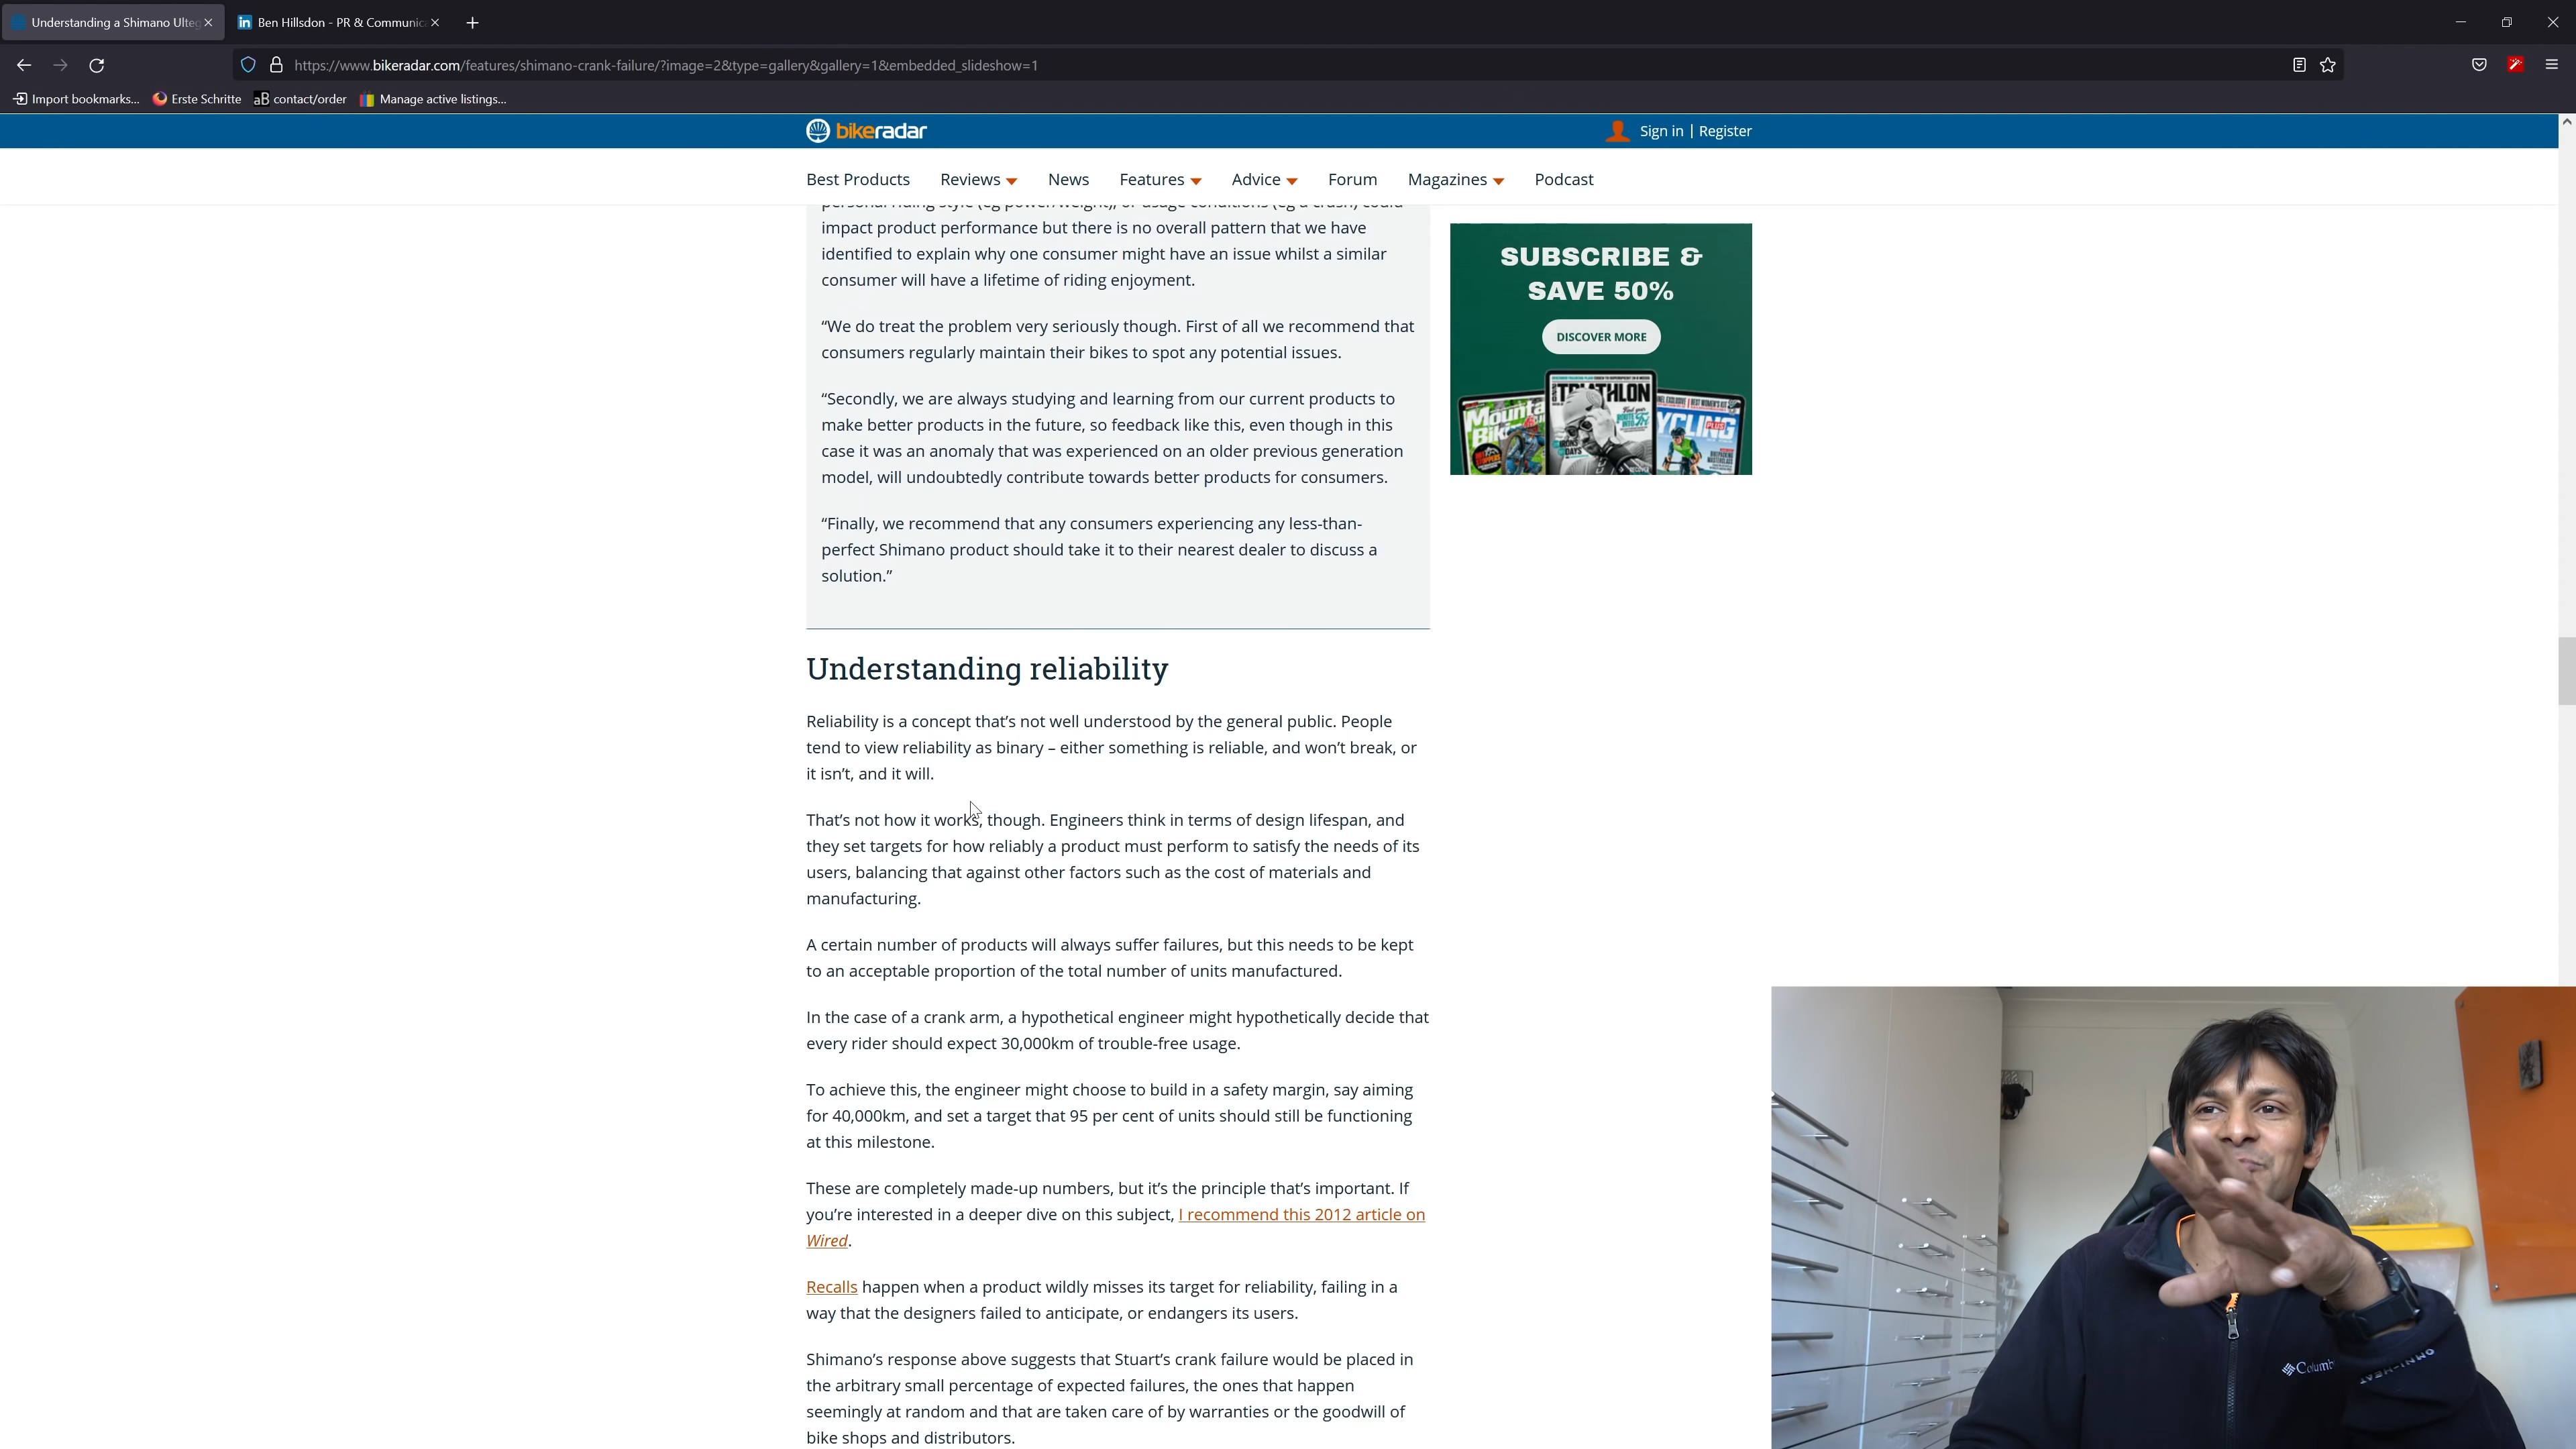 Understanding a Shimano Ulteg
Ben Hillsdon - PR & Communic
https://www.bikeradar.com/features/shimano-crank-failure/?image=2&type=gallery&gallery=1&embedded_slideshow=1
Import bookmarks...
Erste Schritte
aB contact/order
Manage active listings...
bikeradar
Sign in | Register
Best Products
Reviews
News
Features
Advice
Forum
Magazines
Podcast
personal riding style (eg power/weight), or usage conditions (eg a crash) could
impact product performance but there is no overall pattern that we have
identified to explain why one consumer might have an issue whilst a similar
consumer will have a lifetime of riding enjoyment.
“We do treat the problem very seriously though. First of all we recommend that
consumers regularly maintain their bikes to spot any potential issues.
“Secondly, we are always studying and learning from our current products to
make better products in the future, so feedback like this, even though in this
case it was an anomaly that was experienced on an older previous generation
model, will undoubtedly contribute towards better products for consumers.
“Finally, we recommend that any consumers experiencing any less-than-
perfect Shimano product should take it to their nearest dealer to discuss a
solution.”
SUBSCRIBE &
SAVE 50%
DISCOVER MORE
TRIATHLON
Mounta
Bik
YCLING
PLUS
Understanding reliability
Reliability is a concept that’s not well understood by the general public. People
tend to view reliability as binary – either something is reliable, and won’t break, or
it isn’t, and it will.
That’s not how it works, though. Engineers think in terms of design lifespan, and
they set targets for how reliably a product must perform to satisfy the needs of its
users, balancing that against other factors such as the cost of materials and
manufacturing.
A certain number of products will always suffer failures, but this needs to be kept
to an acceptable proportion of the total number of units manufactured.
In the case of a crank arm, a hypothetical engineer might hypothetically decide that
every rider should expect 30,000km of trouble-free usage.
To achieve this, the engineer might choose to build in a safety margin, say aiming
for 40,000km, and set a target that 95 per cent of units should still be functioning
at this milestone.
These are completely made-up numbers, but it’s the principle that’s important. If
you’re interested in a deeper dive on this subject, I recommend this 2012 article on
Wired.
Recalls happen when a product wildly misses its target for reliability, failing in a
way that the designers failed to anticipate, or endangers its users.
Shimano’s response above suggests that Stuart’s crank failure would be placed in
the arbitrary small percentage of expected failures, the ones that happen
seemingly at random and that are taken care of by warranties or the goodwill of
bike shops and distributors.
Columb